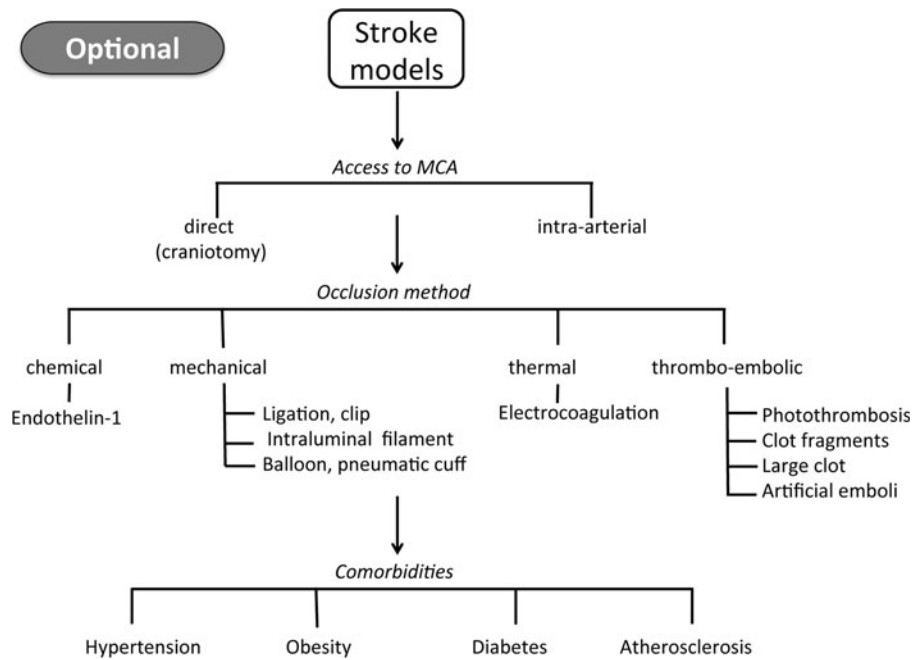 Optional
Stroke
models
Access to MCA
direct
(craniotomy)
intra-arterial
Occlusion method
chemical
mechanical
thermal
thrombo-embolic
Endothelin-1
Ligation, clip
Intraluminal filament
Balloon, pneumatic cuff
Electrocoagulation
Photothrombosis
Clot fragments
Large clot
Artificial emboli
Comorbidities
Hypertension
Obesity
Diabetes
Atherosclerosis